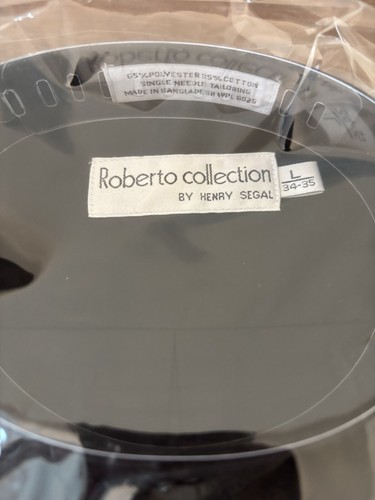 65%POLYESTER 35%COTTON
SINGLE NEEDLE TAILORING
MADE IN BANGLADESH WPL 6025
Roberto collection
BY HENRY SEGAL
L
34-35